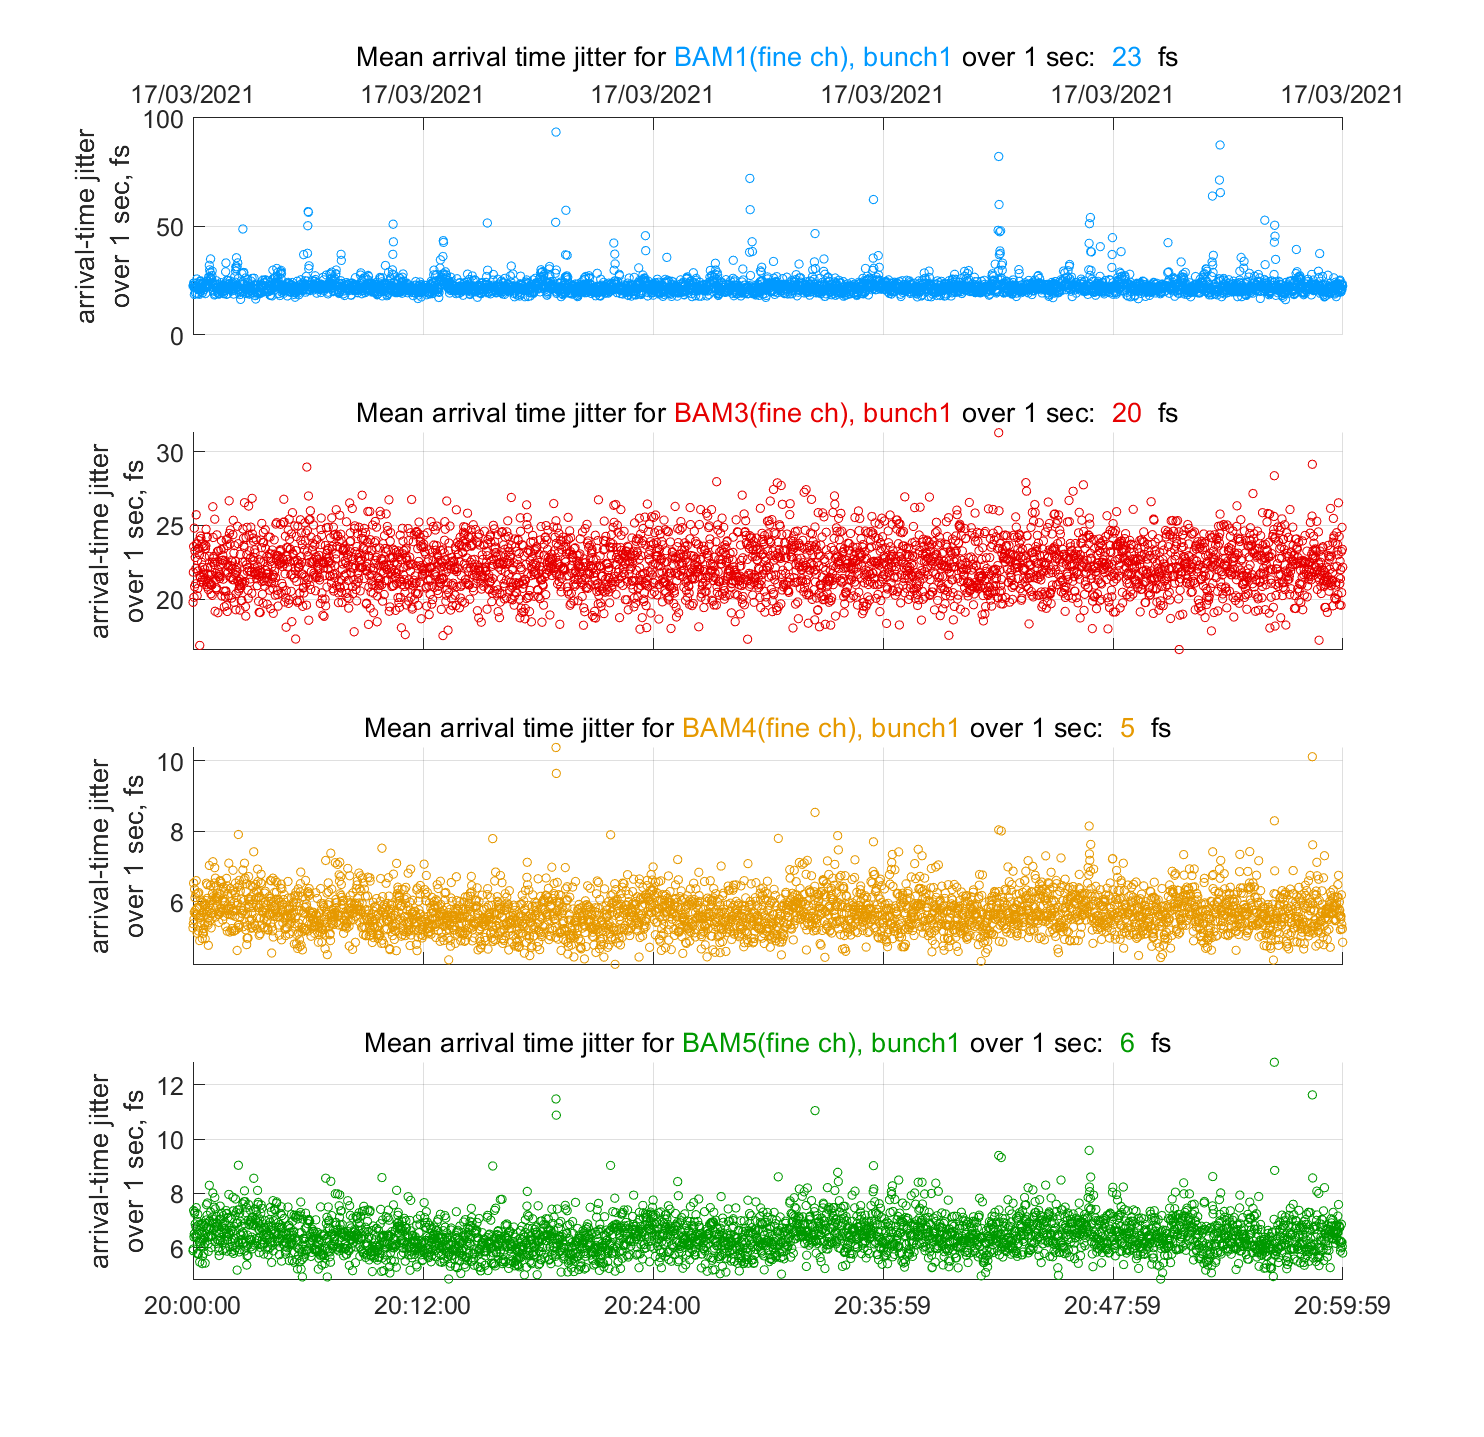 Mean arrival time jitter for BAM1(fine ch), bunch1 over 1 sec: 23 fs
17/03/2021 17/03/2021 17/03/2021 17/03/2021 17/03/2021 17/03/2021
arrival-time jitter
over 1 sec, fs
100
50
0
Mean arrival time jitter for BAM3(fine ch), bunch1 over 1 sec: 20 fs
arrival-time jitter
over 1 sec, fs
30
25
20
Mean arrival time jitter for BAM4(fine ch), bunch1 over 1 sec: 5 fs
arrival-time jitter
over 1 sec, fs
10
8
6
Mean arrival time jitter for BAM5(fine ch), bunch1 over 1 sec: 6 fs
arrival-time jitter
over 1 sec, fs
12
10
8
6
20:00:00 20:12:00 20:24:00 20:35:59 20:47:59 20:59:59